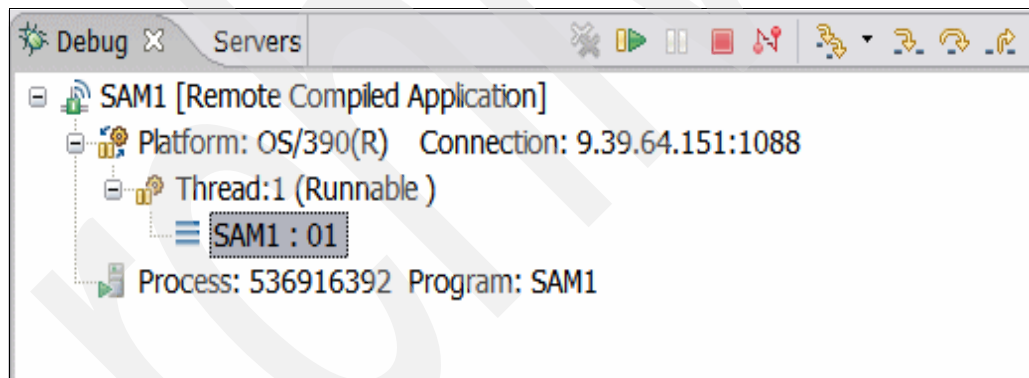 Debug Servers
SAM1 [Remote Compiled Application]
Platform: OS/390(R) Connection: 9.39.64.151:1088
Thread:1 (Runnable )
SAM1 : 01
Process: 536916392 Program: SAM1